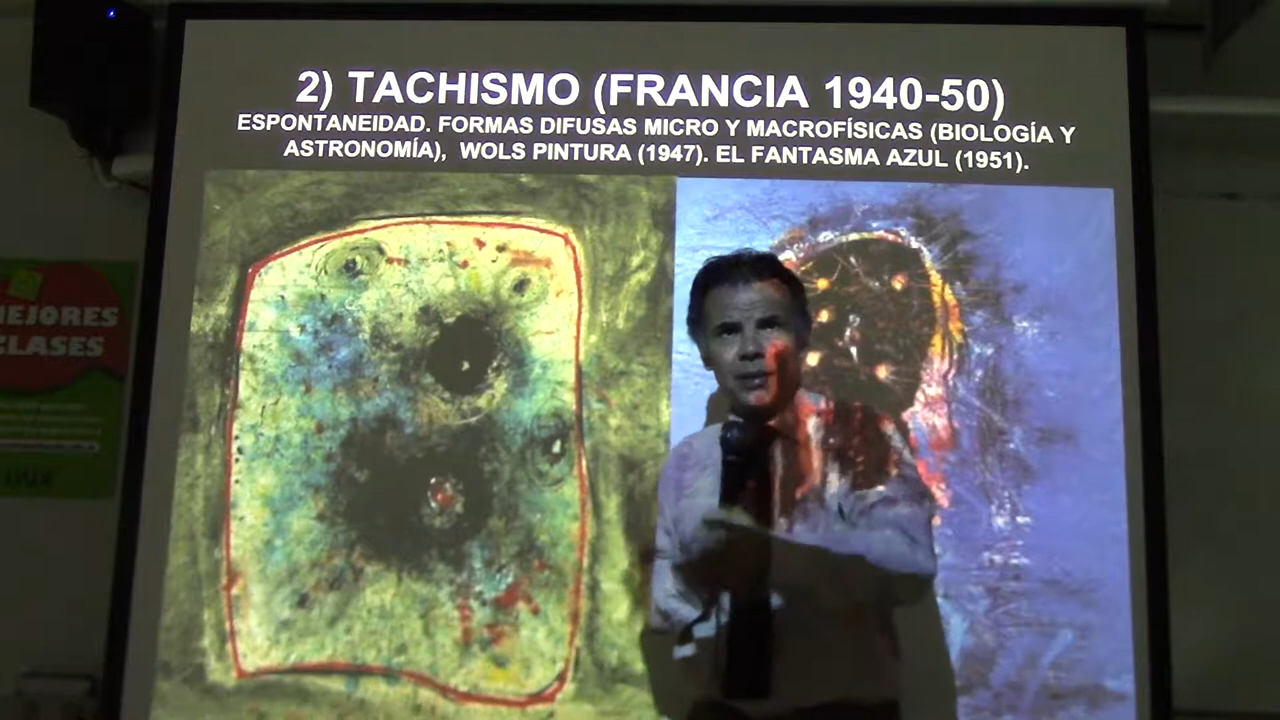 2) TACHISMO (FRANCIA 1940-50)
ESPONTANEIDAD. FORMAS DIFUSAS MICRO Y MACROFÍSICAS (BIOLOGÍA Y
ASTRONOMÍA), WOLS PINTURA (1947). EL FANTASMA AZUL (1951).
MEJORES
CLASES